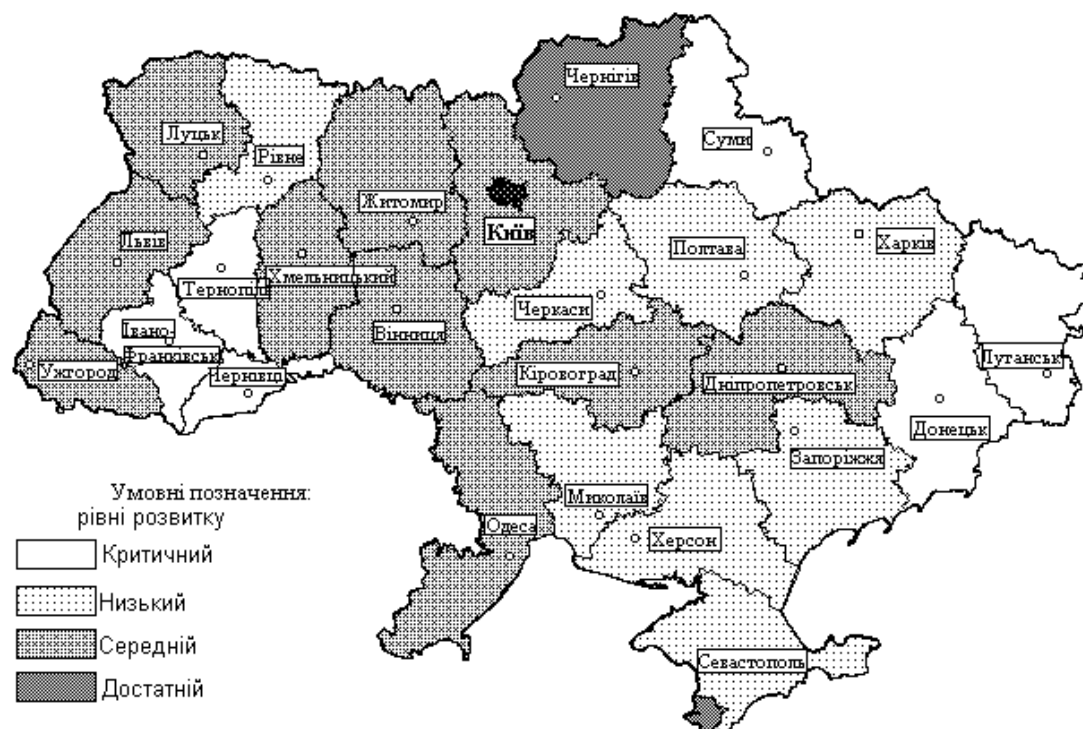 Чернігів
Суми
Луцьк
Рівне
Житомир
Київ
Львів
Полтава
Харків
Тернопіль
Хмельницький
Черкаси
Вінниця
Івано-
Франківськ
Луганськ
Ужгород
Чернівці
Кіровоград
Дніпропетровськ
Донецьк
Запоріжжя
Миколаїв
Одеса
Херсон
Севастополь
Умовні позначення:
рівні розвитку
Критичний
Низький
Середній
Достатній